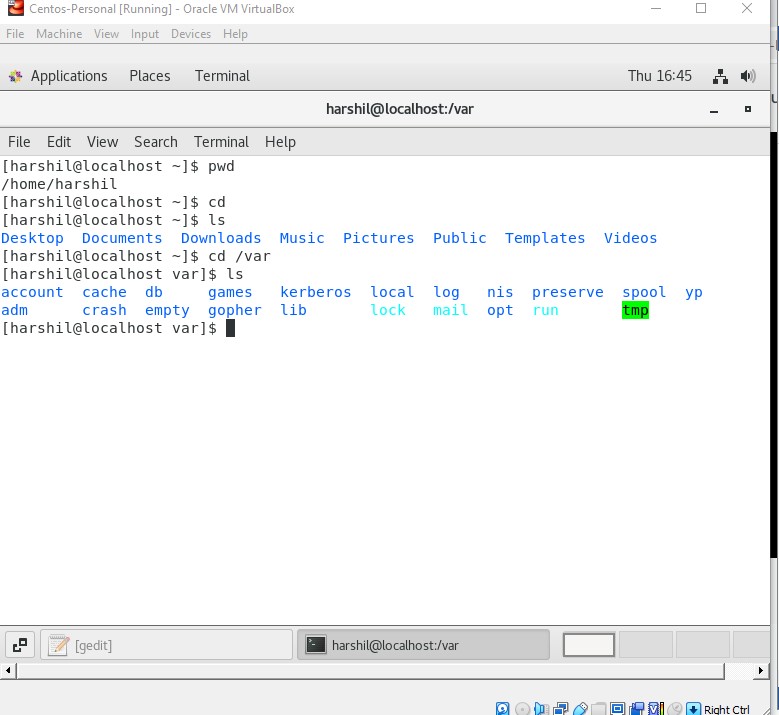 Centos-Personal [Running] - Oracle VM VirtualBox
File Machine View Input Devices Help
Applications Places Terminal Thu 16:45
harshil@localhost:/var
File Edit View Search Terminal Help
[harshil@localhost ~]$ pwd
/home/harshil
[harshil@localhost ~]$ cd
[harshil@localhost ~]$ ls
Desktop Documents Downloads Music Pictures Public Templates Videos
[harshil@localhost ~]$ cd /var
[harshil@localhost var]$ ls
account cache db games kerberos local log nis preserve spool yp
adm crash empty gopher lib lock mail opt run tmp
[harshil@localhost var]$
[gedit] harshil@localhost:/var
Right Ctrl